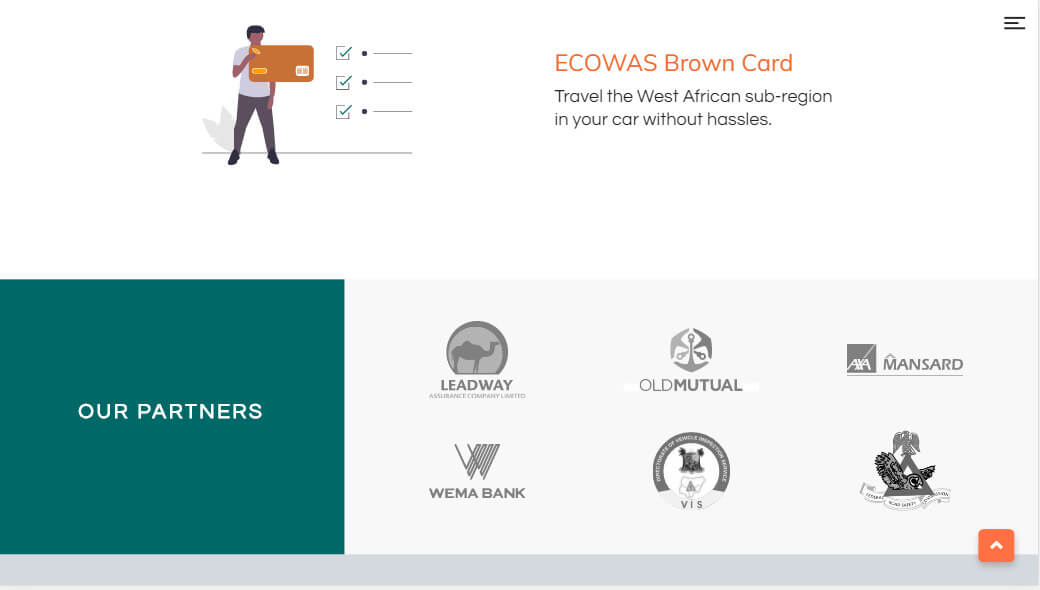 ECOWAS Brown Card
Travel the West African sub-region
in your car without hassles.
OUR PARTNERS
LEADWAY
ASSURANCE COMPANY LIMITED
OLDMUTUAL
AXA MANSARD
WEMA BANK
DIRECTORATE OF VEHICLE INSPECTION SERVICE
VIS
FEDERAL ROAD SAFETY COMMISSION